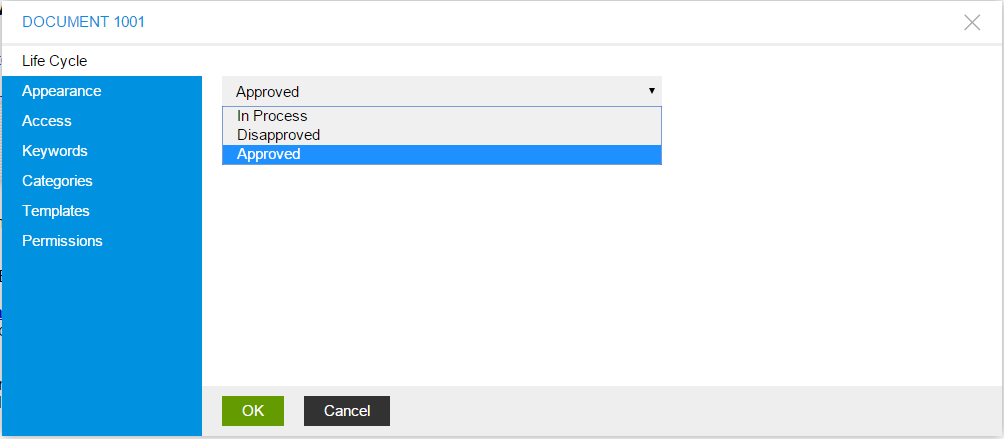 DOCUMENT 1001
Life Cycle
Appearance
Access
Keywords
Categories
Templates
Permissions
Approved
In Process
Disapproved
Approved
OK
Cancel